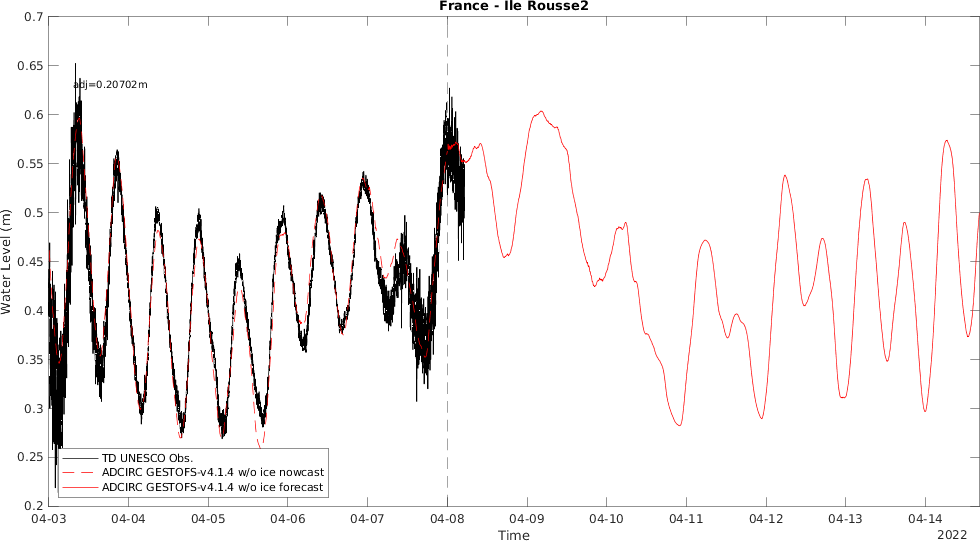 France - Ile Rousse2
adj=0.20702m
0.7
0.65
0.6
0.55
0.5
0.45
0.4
0.35
0.3
0.25
0.2
Water Level (m)
TD UNESCO Obs.
ADCIRC GESTOFS-v4.1.4 w/o ice nowcast
ADCIRC GESTOFS-v4.1.4 w/o ice forecast
04-03 04-04 04-05 04-06 04-07 04-08 04-09 04-10 04-11 04-12 04-13 04-14
Time
2022